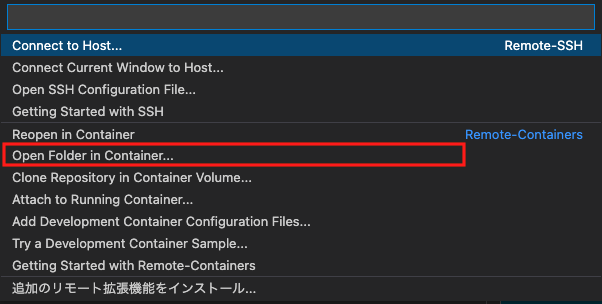 Connect to Host... Remote-SSH
Connect Current Window to Host...
Open SSH Configuration File...
Getting Started with SSH
Reopen in Container Remote-Containers
Open Folder in Container...
Clone Repository in Container Volume...
Attach to Running Container...
Add Development Container Configuration Files...
Try a Development Container Sample...
Getting Started with Remote-Containers
追加のリモート拡張機能をインストール...